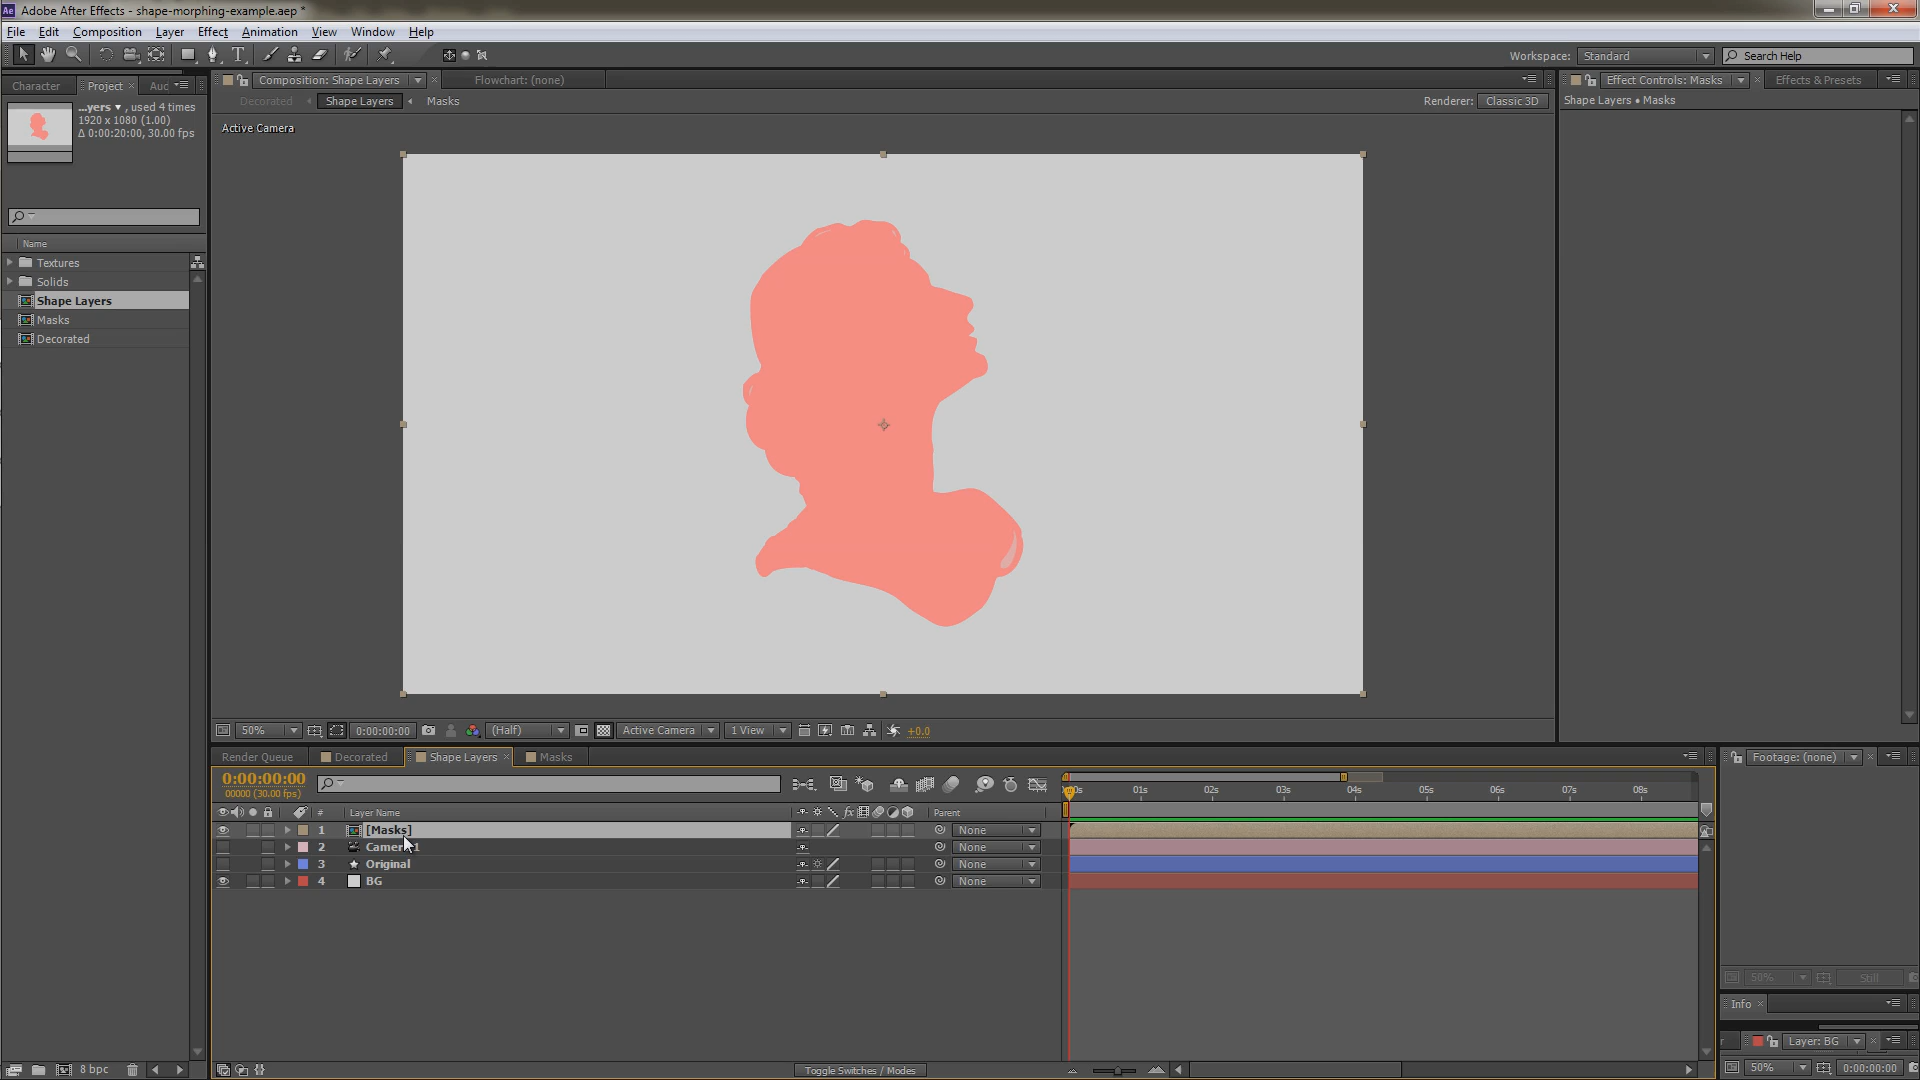 Ae Adobe After Effects - shape-morphing-example.aep *
File Edit Composition Layer Effect Animation View Window Help
Workspace: Standard Search Help
Character Project × Auc
Composition: Shape Layers Flowchart: (none)
Effect Controls: Masks × Effects & Presets
...yers ▾ , used 4 times
1920 x 1080 (1.00)
Δ 0:00:20:00, 30.00 fps
Decorated Shape Layers Masks
Renderer: Classic 3D
Shape Layers • Masks
Active Camera
Name
Textures
Solids
Shape Layers
Masks
Decorated
50% 0:00:00:00 (Half) Active Camera 1 View +0.0
Render Queue Decorated Shape Layers × Masks
Footage: (none)
0:00:00:00
00000 (30.00 fps)
01s 02s 03s 04s 05s 06s 07s 08s
# Layer Name fx Parent
1 [Masks] None
2 Camera 1 None
3 Original None
4 BG None
50% Still
Info ×
Layer: BG
8 bpc
Toggle Switches / Modes
50% 0:00:00:00